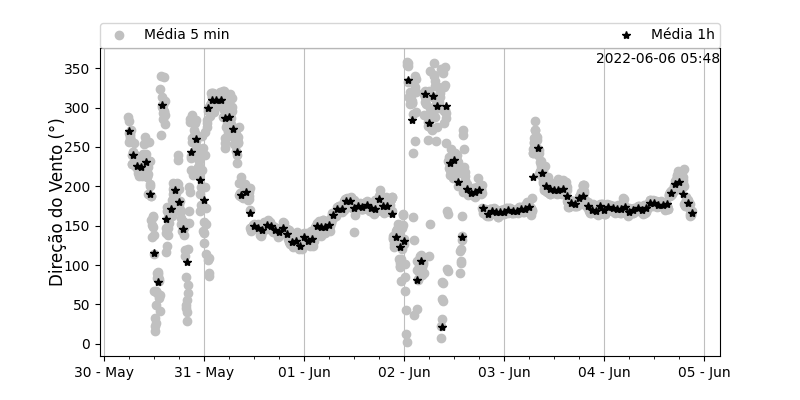 Média 5 min
Média 1h
2022-06-06 05:48
Direção do Vento (°)
350
300
250
200
150
100
50
0
30 - May
31 - May
01 - Jun
02 - Jun
03 - Jun
04 - Jun
05 - Jun